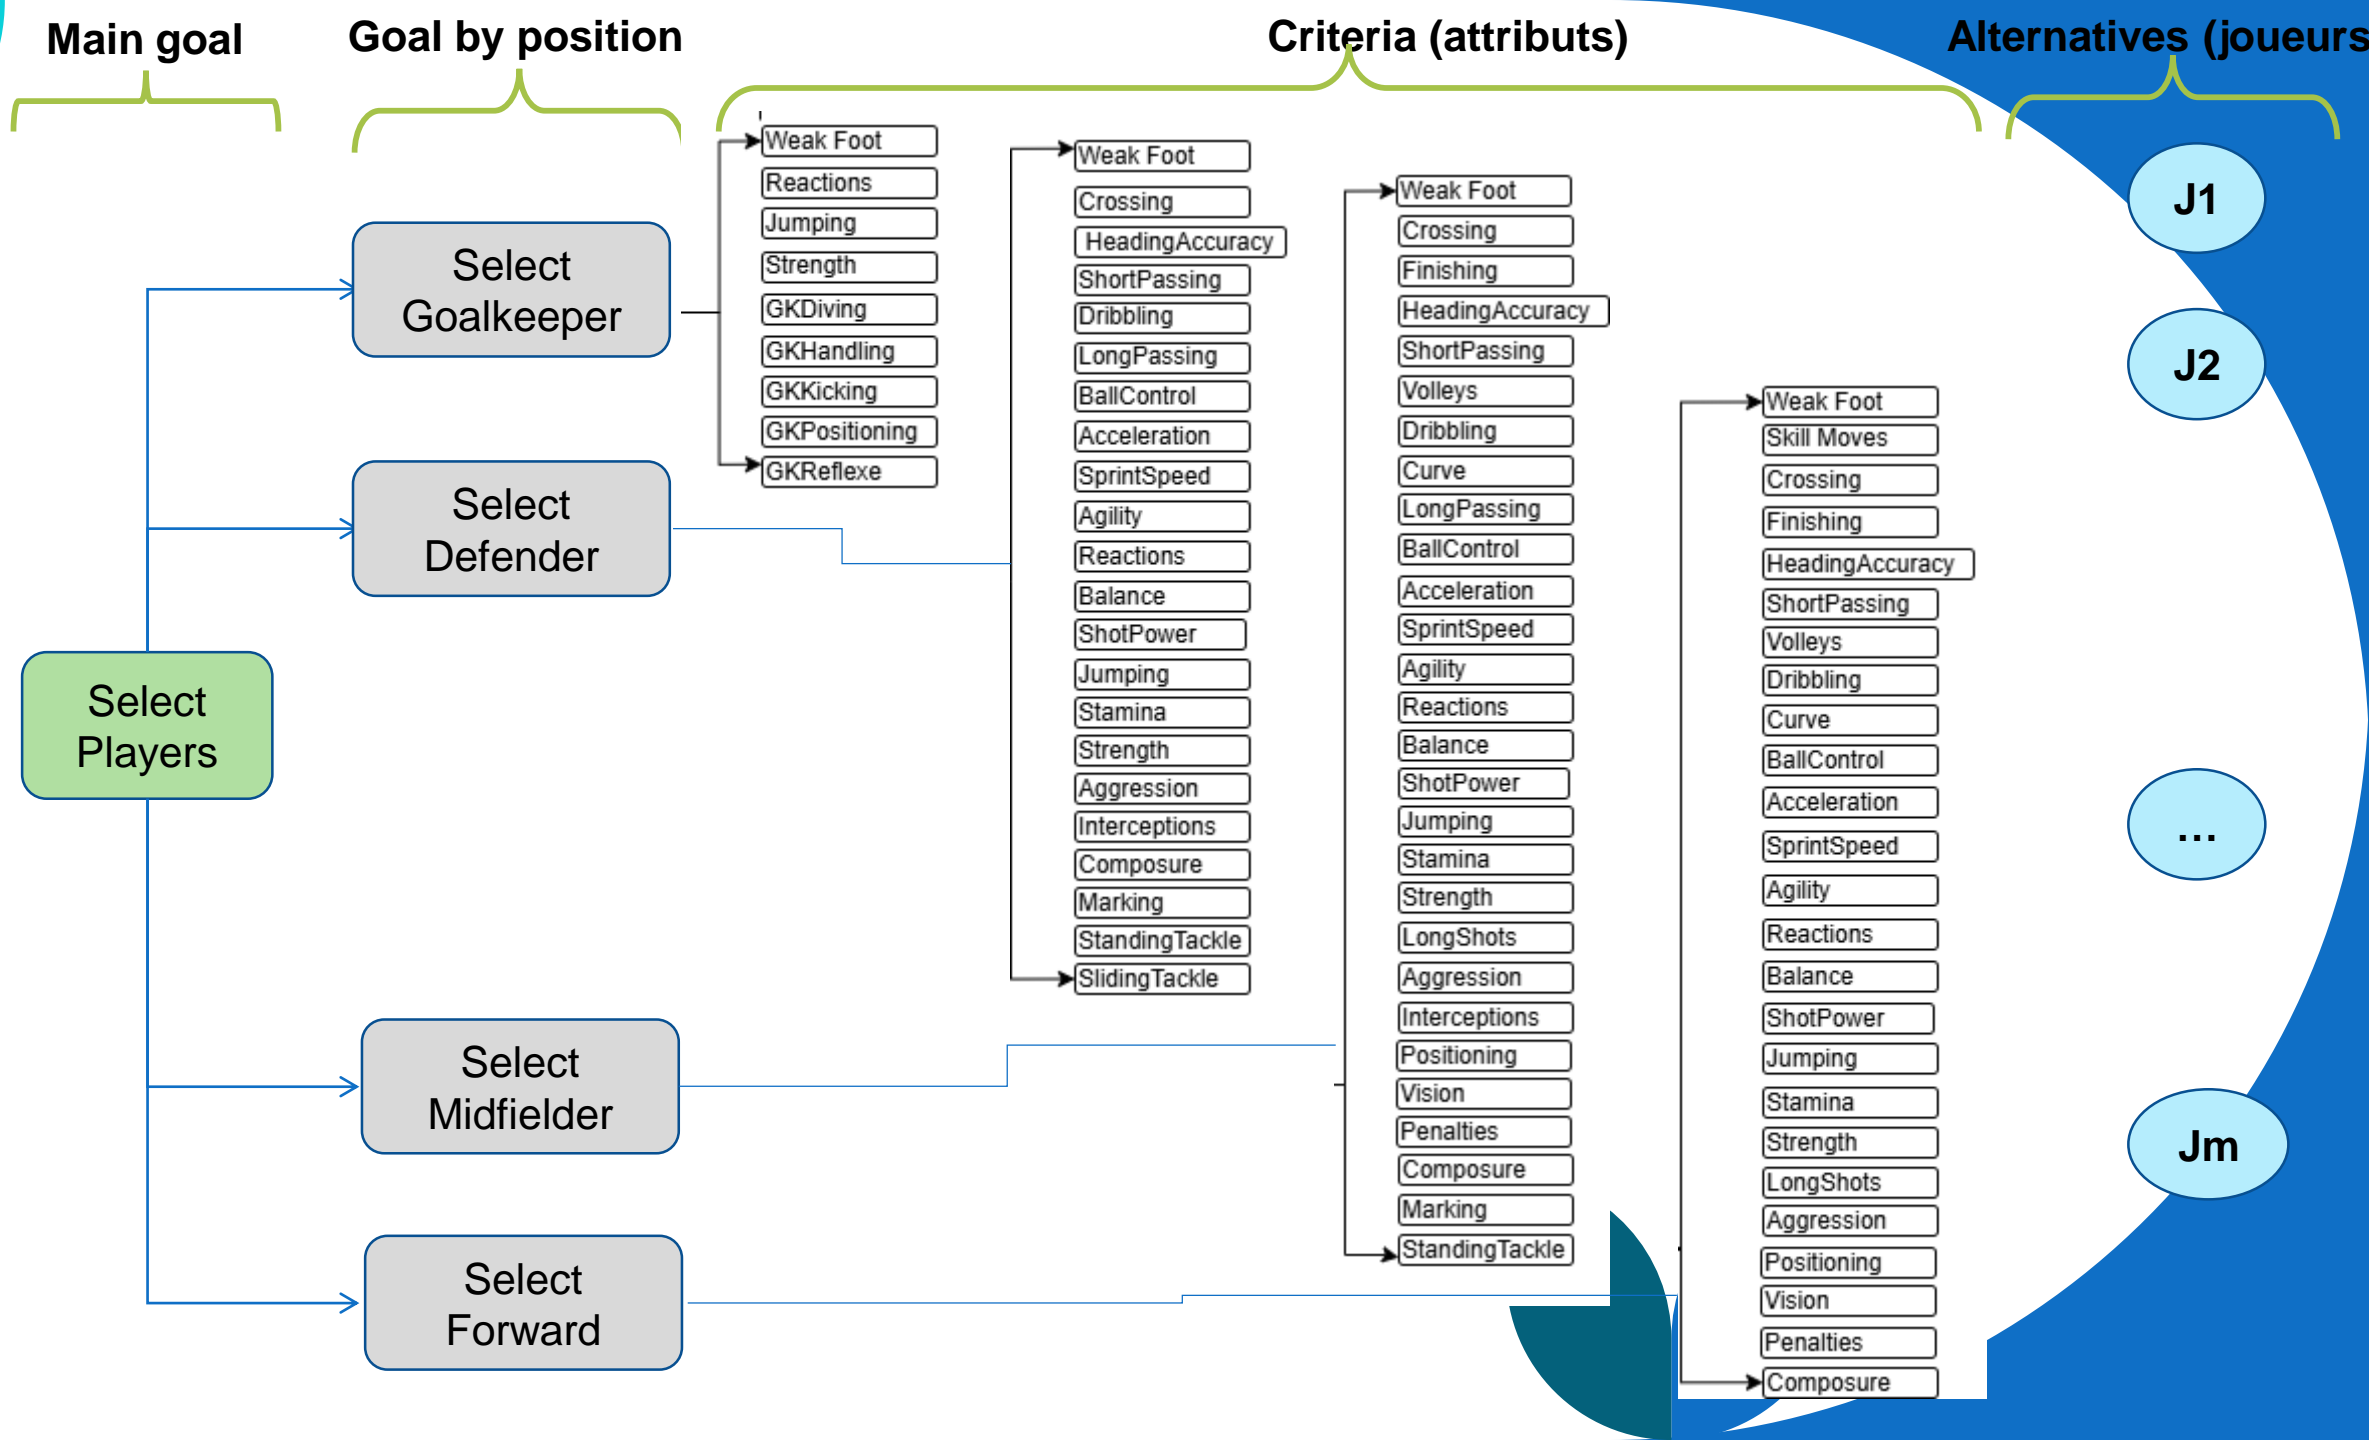 Main goal
Goal by position
Criteria (attributs)
Alternatives (joueurs
Select
Players
Select
Goalkeeper
Select
Defender
Select
Midfielder
Select
Forward
Weak Foot
Reactions
Jumping
Strength
GKDiving
GKHandling
GKKicking
GKPositioning
GKReflexe
Weak Foot
Crossing
HeadingAccuracy
ShortPassing
Dribbling
LongPassing
BallControl
Acceleration
SprintSpeed
Agility
Reactions
Balance
ShotPower
Jumping
Stamina
Strength
Aggression
Interceptions
Composure
Marking
StandingTackle
SlidingTackle
Weak Foot
Crossing
Finishing
HeadingAccuracy
ShortPassing
Volleys
Dribbling
Curve
LongPassing
BallControl
Acceleration
SprintSpeed
Agility
Reactions
Balance
ShotPower
Jumping
Stamina
Strength
LongShots
Aggression
Interceptions
Positioning
Vision
Penalties
Composure
Marking
StandingTackle
Weak Foot
Skill Moves
Crossing
Finishing
HeadingAccuracy
ShortPassing
Volleys
Dribbling
Curve
BallControl
Acceleration
SprintSpeed
Agility
Reactions
Balance
ShotPower
Jumping
Stamina
Strength
LongShots
Aggression
Positioning
Vision
Penalties
Composure
J1
J2
...
Jm